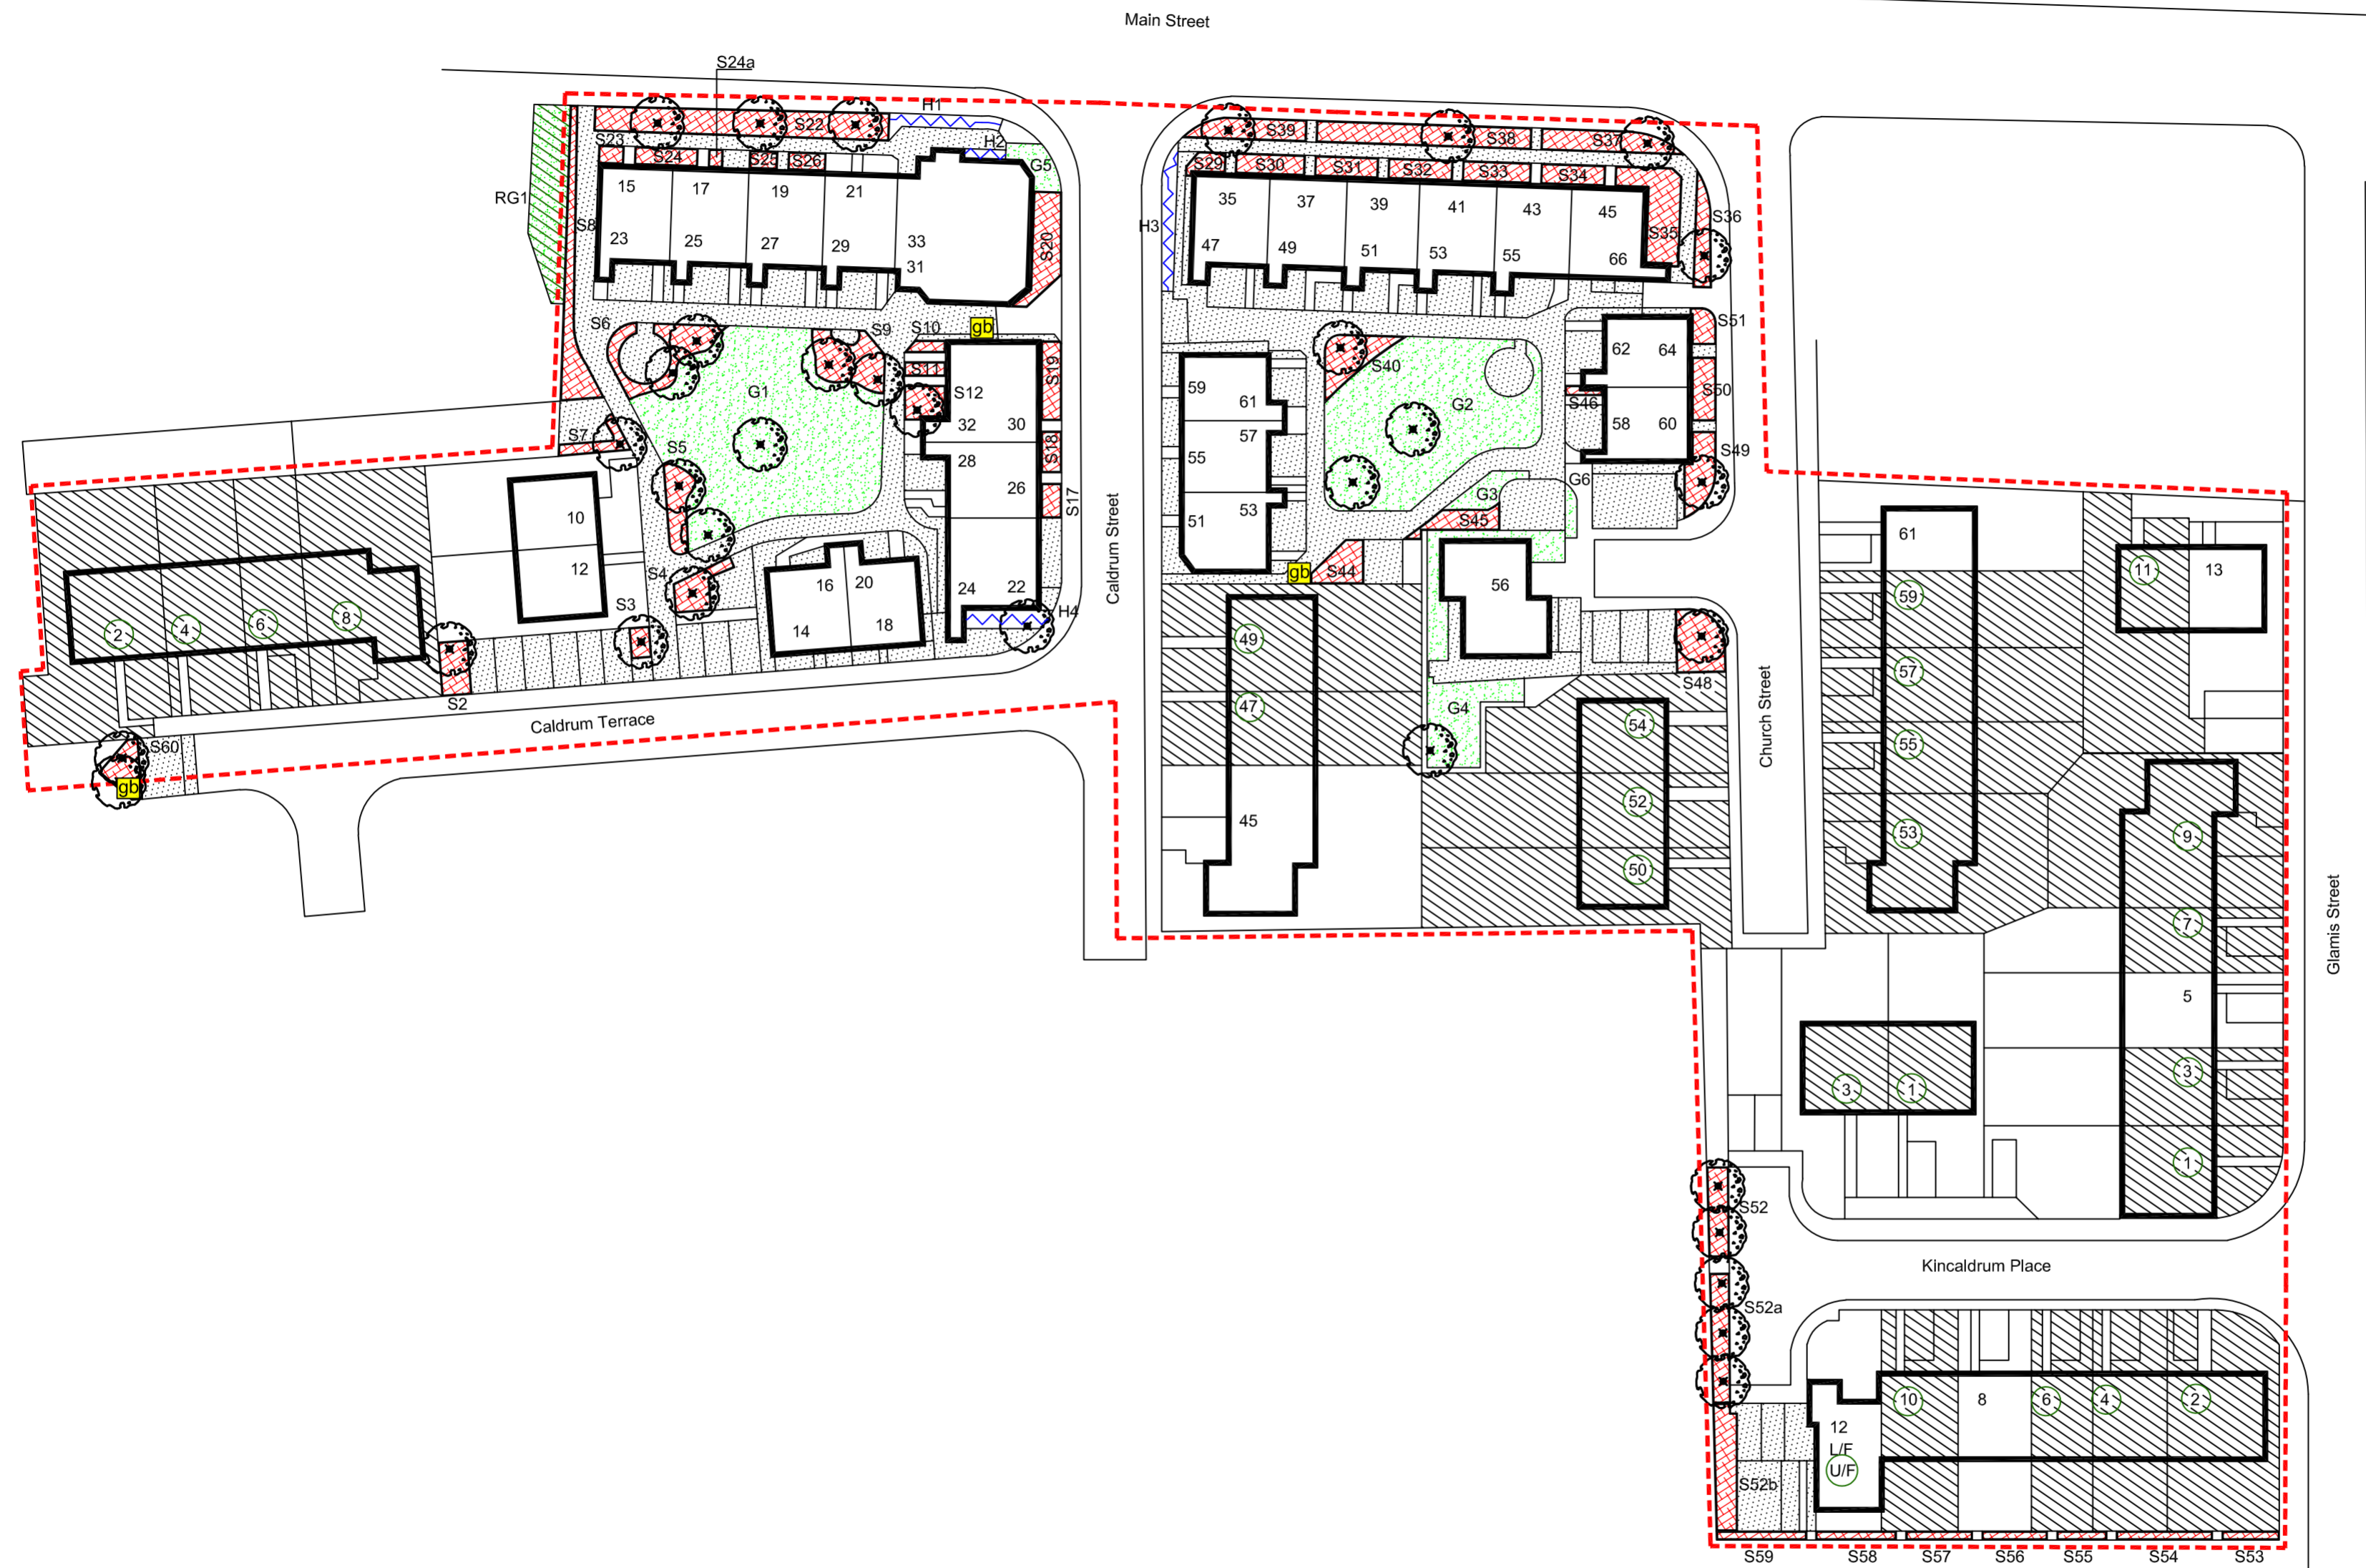 Main Street
S24a
H1
S23
S22
H2
S39
S38
S37
S24
S25
S26
G5
S29
S30
S31
S32
S33
S34
RG1
15
17
19
21
35
37
39
41
43
45
S36
S8
H3
S35
23
25
27
29
33
S20
47
49
51
53
55
66
31
S6
S9
S10
gb
S51
62
64
S11
S19
S40
59
61
G1
S12
S50
S46
G2
32
30
58
60
S7
57
S5
28
S18
55
S49
26
G6
S17
G3
10
51
53
S45
61
12
S4
16
20
gb
S44
56
11
13
24
22
Caldrum Street
59
S3
H4
2
4
6
8
14
18
49
57
S48
S2
47
G4
54
Church Street
Caldrum Terrace
S60
55
gb
52
45
53
9
50
7
Glamis Street
5
3
1
3
1
S52
Kincaldrum Place
S52a
10
8
6
4
2
12
L/F
U/F
S52b
S59
S58
S57
S56
S55
S54
S53